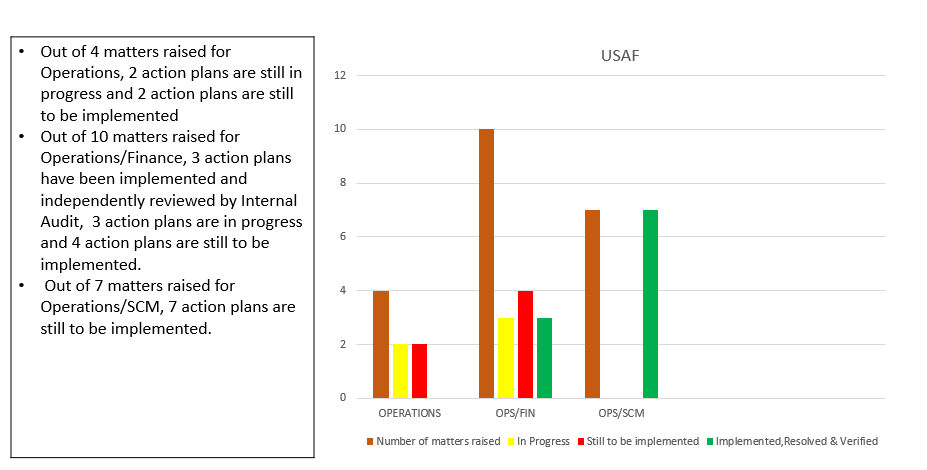 • Out of 4 matters raised for
Operations, 2 action plans are still in
progress and 2 action plans are still
to be implemented
• Out of 10 matters raised for
Operations/Finance, 3 action plans
have been implemented and
independently reviewed by Internal
Audit, 3 action plans are in progress
and 4 action plans are still to be
implemented.
• Out of 7 matters raised for
Operations/SCM, 7 action plans are
still to be implemented.
USAF
12
10
8
6
4
2
0
OPERATIONS OPS/FIN OPS/SCM
Number of matters raised In Progress Still to be implemented Implemented,Resolved & Verified